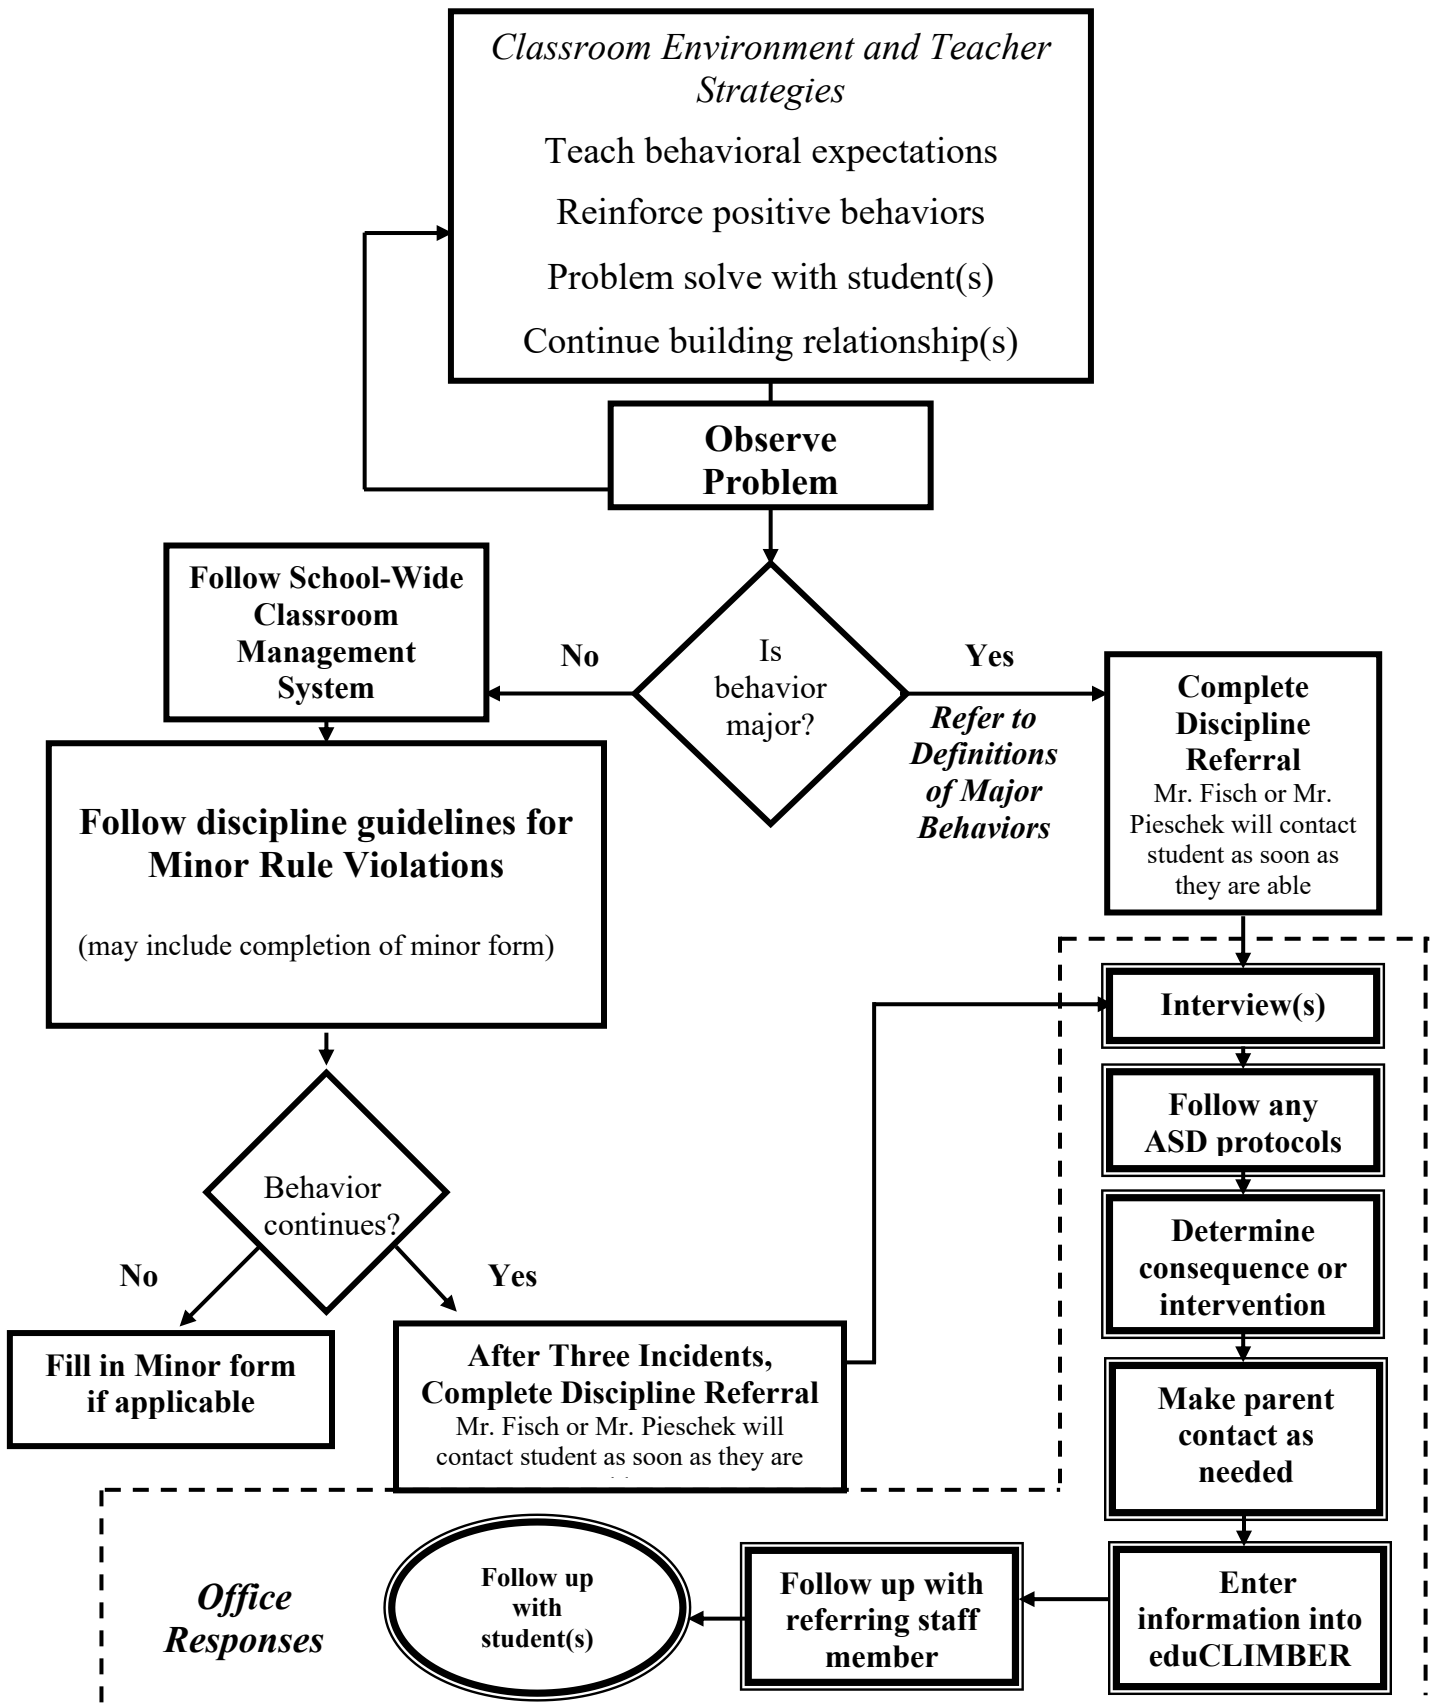 Classroom Environment and Teacher
Strategies
Teach behavioral expectations
Reinforce positive behaviors
Problem solve with student(s)
Continue building relationship(s)
Observe
Problem
Follow School-Wide
Classroom
Management
System
No
Is
behavior
major?
Yes
Refer to
Definitions
of Major
Behaviors
Complete
Discipline
Referral
Mr. Fisch or Mr.
Pieschek will contact
student as soon as
they are able
Follow discipline guidelines for
Minor Rule Violations
(may include completion of minor form)
Behavior
continues?
No
Yes
Fill in Minor form
if applicable
After Three Incidents,
Complete Discipline Referral
Mr. Fisch or Mr. Pieschek will
contact student as soon as they are
Interview(s)
Follow any
ASD protocols
Determine
consequence or
intervention
Make parent
contact as
needed
Enter
information into
eduCLIMBER
Follow up with
referring staff
member
Follow up
with
student(s)
Office
Responses